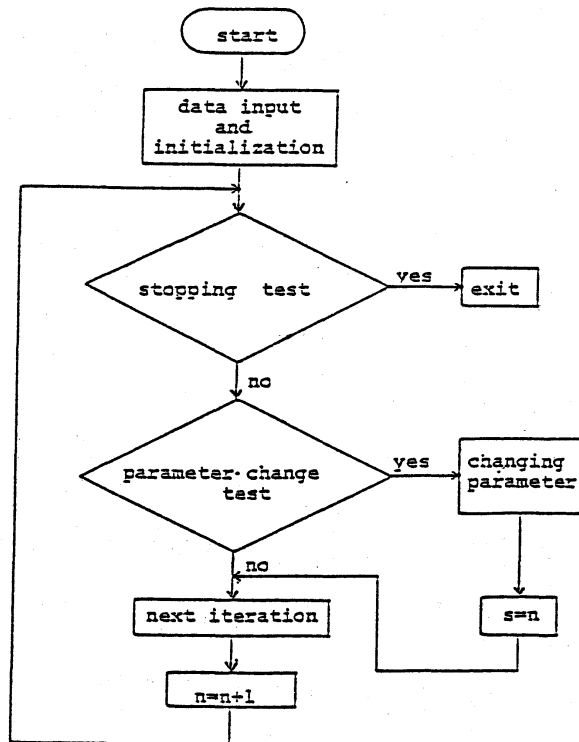 start
data input
and
initialization
stopping test
yes
exit
no
parameter-change
test
yes
changing
parameter
no
next iteration
s=n
n=n+1